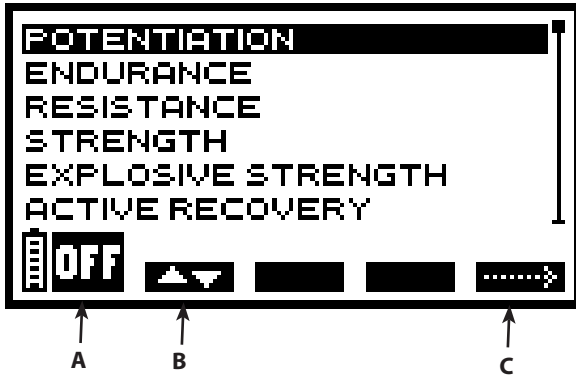 POTENTIATION
ENDURANCE
RESISTANCE
STRENGTH
EXPLOSIVE STRENGTH
ACTIVE RECOVERY
OFF
A B C